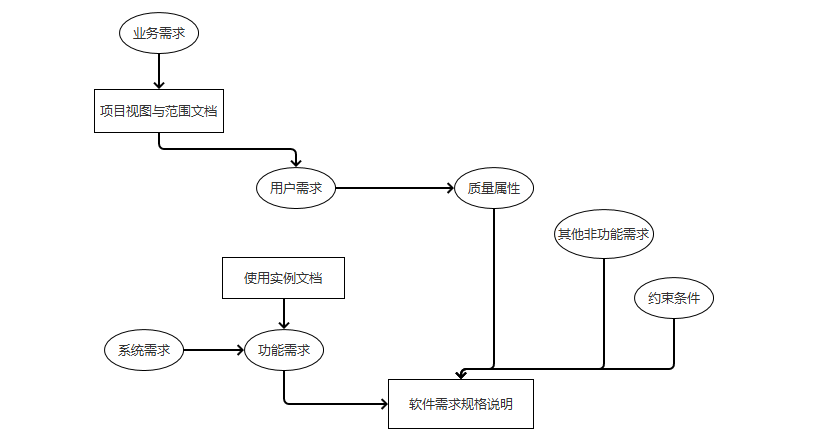 业务需求
项目视图与范围文档
用户需求
质量属性
其他非功能需求
使用实例文档
约束条件
系统需求
功能需求
软件需求规格说明